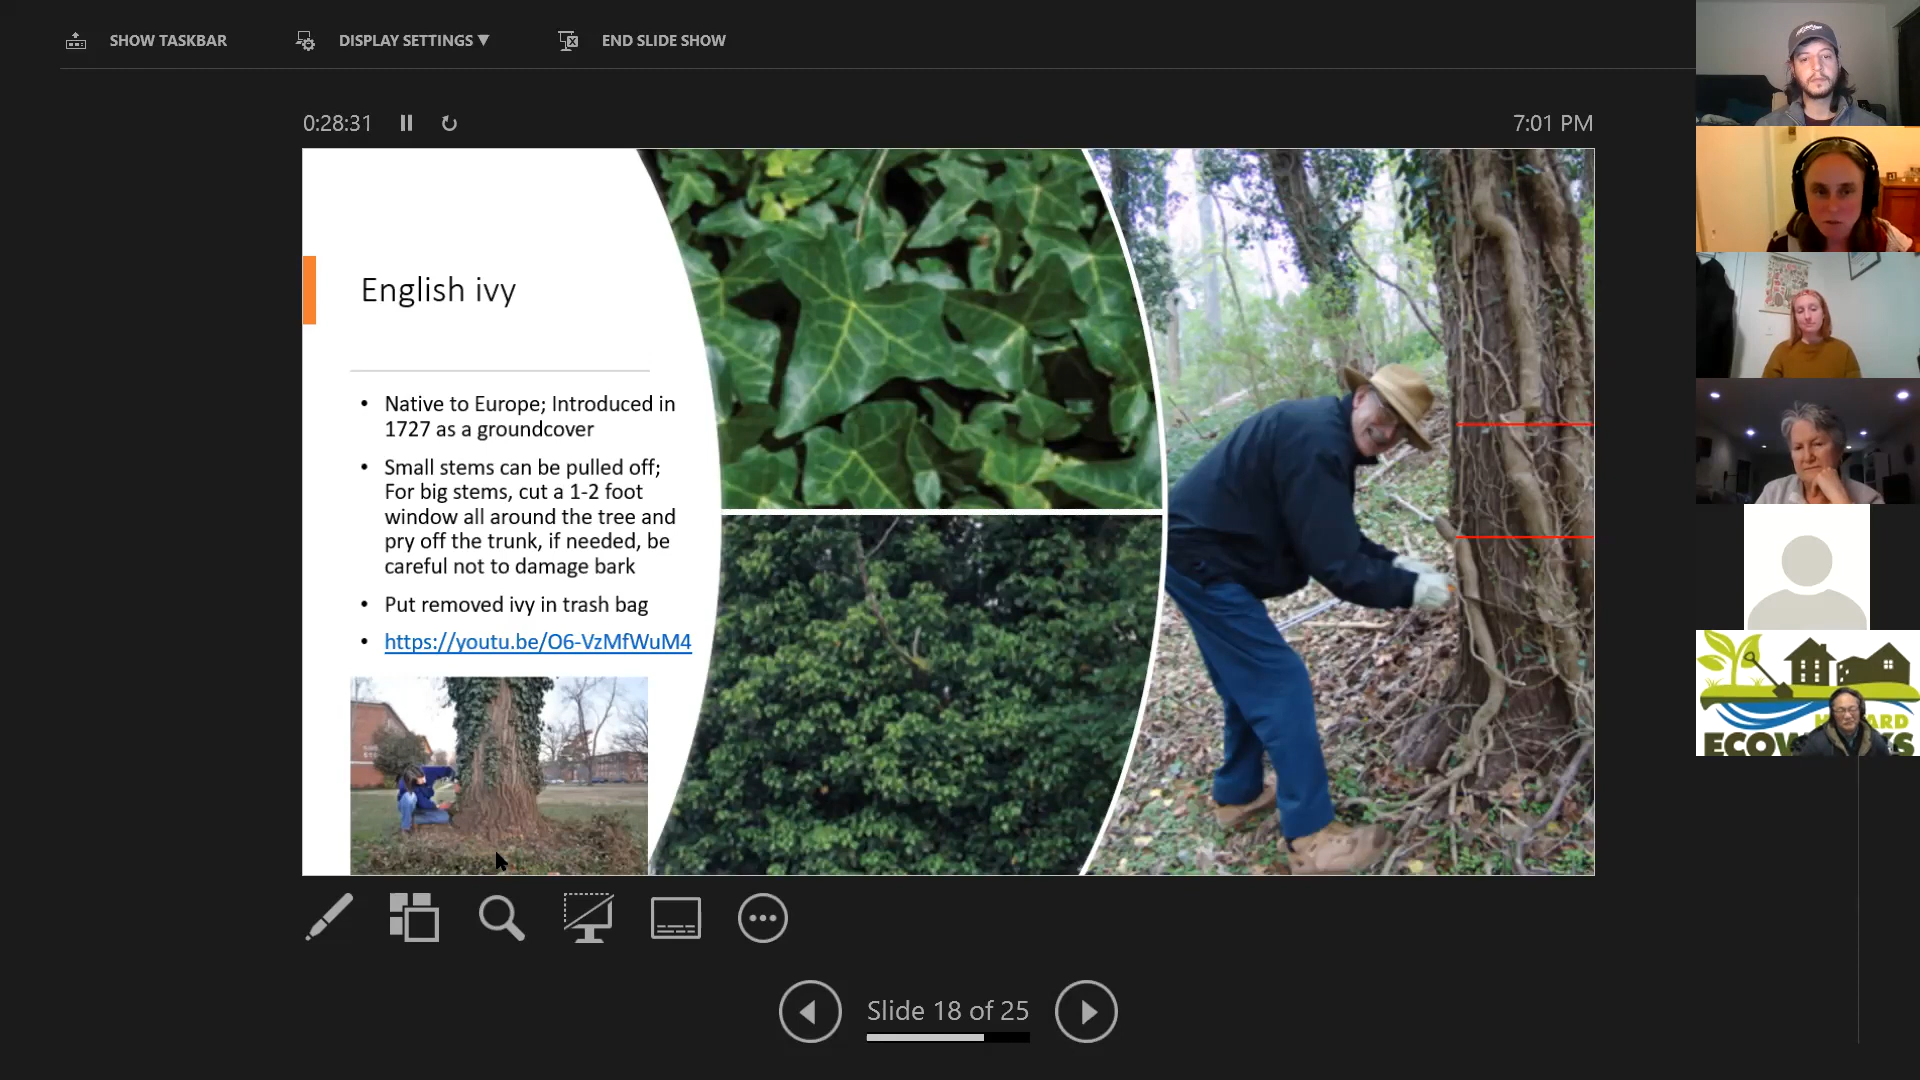 SHOW TASKBAR
DISPLAY SETTINGS ▼
END SLIDE SHOW
0:28:31
7:01 PM
English ivy
• Native to Europe; Introduced in
1727 as a groundcover
• Small stems can be pulled off;
For big stems, cut a 1-2 foot
window all around the tree and
pry off the trunk, if needed, be
careful not to damage bark
• Put removed ivy in trash bag
• https://youtu.be/O6-VzMfWuM4
Slide 18 of 25